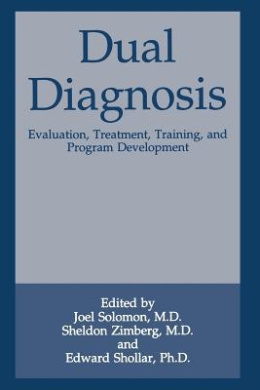 Dual
Diagnosis
Evaluation, Treatment, Training, and
Program Development
Edited by
Joel Solomon, M.D.
Sheldon Zimberg, M.D.
and
Edward Shollar, Ph.D.